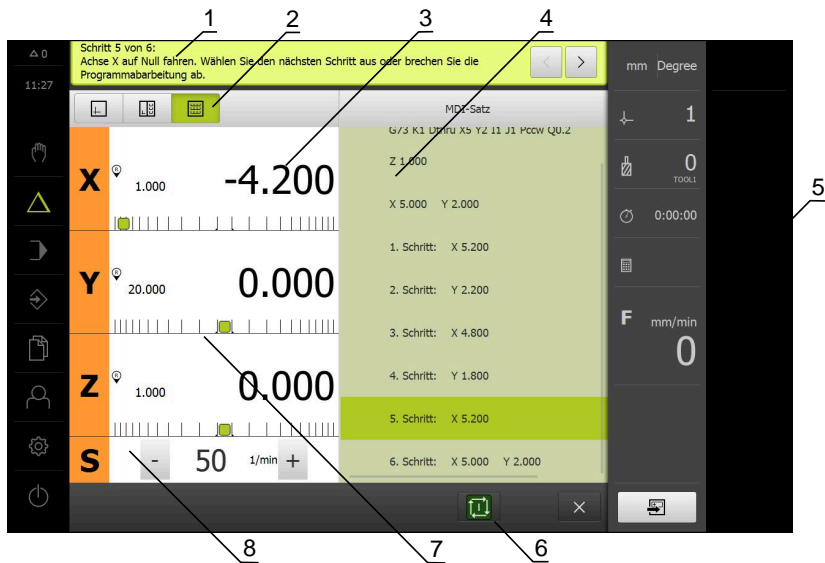 1
2
3
4
Schritt 5 von 6:
Achse X auf Null fahren. Wählen Sie den nächsten Schritt aus oder brechen Sie die
Programmabarbeitung ab.
0
11:27
mm Degree
MDI-Satz
G73 K1 Dthru X5 Y2 I1 J1 Pccw Q0.2
1
X
R
1.000
-4.200
Z 1.000
0
TOOL1
5
X 5.000 Y 2.000
0:00:00
1. Schritt: X 5.200
Y
R
20.000
0.000
2. Schritt: Y 2.200
F mm/min
0
3. Schritt: X 4.800
Z
R
1.000
0.000
4. Schritt: Y 1.800
5. Schritt: X 5.200
S
-
50
1/min
+
6. Schritt: X 5.000 Y 2.000
8
7
6